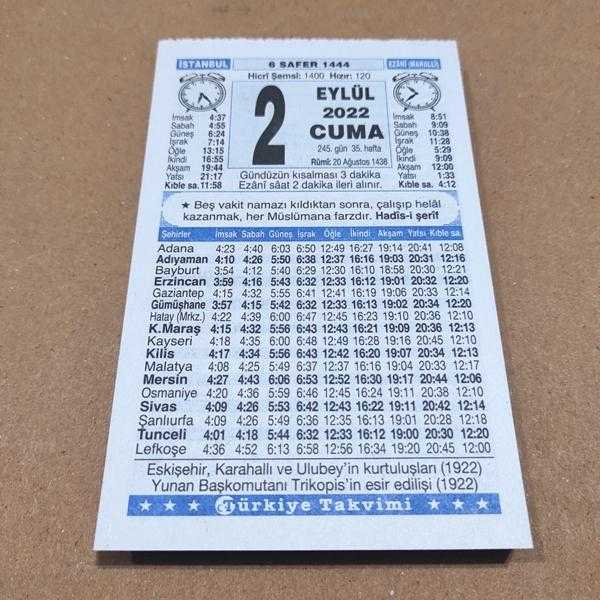 İSTANBUL 6 SAFER 1444 EZÂNÎ (MAHALLÎ)
Hicrî Şemsî: 1400 Hızır: 120
İmsak 4:37
Sabah 4:55
Güneş 6:24
İşrak 7:14
Öğle 13:15
İkindi 16:55
Akşam 19:44
Yatsı 21:17
Kıble sa. 11:58
2
EYLÜL
2022
CUMA
245. gün 35. hafta
Rûmî: 20 Ağustos 1438
İmsak 8:51
Sabah 9:09
Güneş 10:38
İşrak 11:28
Öğle 5:29
İkindi 9:09
Akşam 12:00
Yatsı 1:33
Kıble sa. 4:12
Gündüzün kısalması 3 dakika
Ezânî sâat 2 dakika ileri alınır.
★ Beş vakit namazı kıldıktan sonra, çalışıp helâl
kazanmak, her Müslümana farzdır. Hadîs-i şerîf
Şehirler İmsak Sabah Güneş İşrak Öğle İkindi Akşam Yatsı Kıble sa.
Adana 4:23 4:40 6:03 6:50 12:49 16:27 19:14 20:41 12:08
Adıyaman 4:10 4:26 5:50 6:38 12:37 16:16 19:03 20:31 12:16
Bayburt 3:54 4:12 5:40 6:29 12:30 16:10 18:58 20:30 12:21
Erzincan 3:59 4:16 5:43 6:32 12:33 16:12 19:01 20:32 12:20
Gaziantep 4:15 4:32 5:55 6:41 12:41 16:19 19:06 20:33 12:14
Gümüşhane 3:57 4:15 5:42 6:32 12:33 16:13 19:02 20:34 12:20
Hatay (Mrkz.) 4:22 4:39 6:00 6:47 12:45 16:23 19:10 20:36 12:10
K.Maraş 4:15 4:32 5:56 6:43 12:43 16:21 19:09 20:36 12:13
Kayseri 4:18 4:35 6:00 6:48 12:49 16:28 19:16 20:45 12:10
Kilis 4:17 4:34 5:56 6:43 12:42 16:20 19:07 20:34 12:13
Malatya 4:08 4:25 5:49 6:37 12:37 16:16 19:04 20:33 12:17
Mersin 4:27 4:43 6:06 6:53 12:52 16:30 19:17 20:44 12:06
Osmaniye 4:20 4:36 5:59 6:46 12:45 16:24 19:11 20:38 12:10
Sivas 4:09 4:26 5:53 6:42 12:43 16:22 19:11 20:42 12:14
Şanlıurfa 4:09 4:26 5:49 6:36 12:35 16:13 19:01 20:28 12:18
Tunceli 4:01 4:18 5:44 6:32 12:33 16:12 19:00 20:30 12:20
Lefkoşe 4:36 4:52 6:13 6:58 12:56 16:34 19:20 20:45 12:00
Eskişehir, Karahallı ve Ulubey'in kurtuluşları (1922)
Yunan Başkomutanı Trikopis'in esir edilişi (1922)
★ ★ ★ Türkiye Takvimi ★ ★ ★